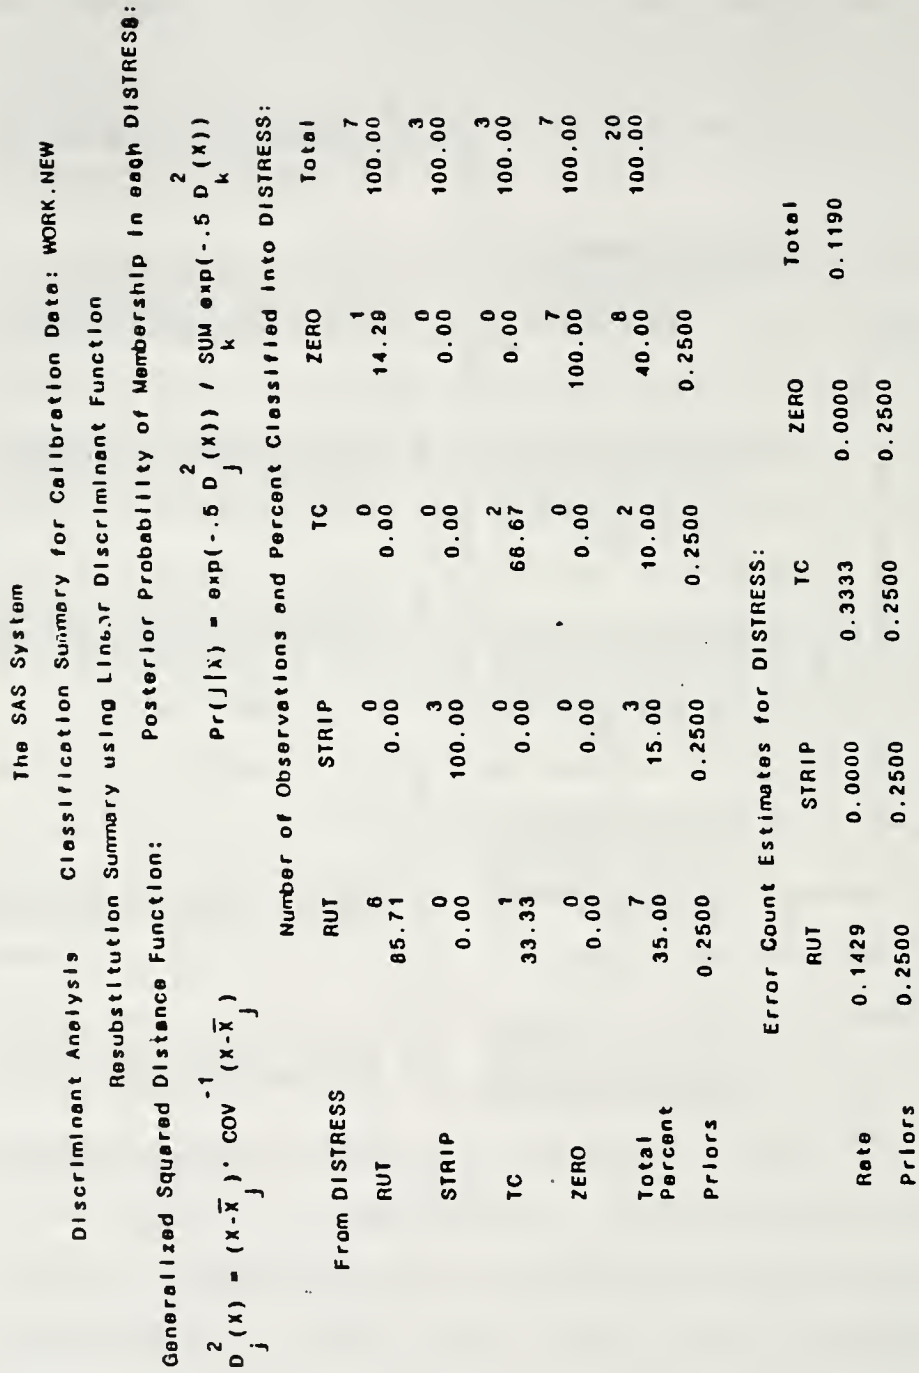 The SAS System
Discriminant Analysis Classification Summary for Calibration Data: WORK.NEW
Resubstitution Summary using Linear Discriminant Function
Generalized Squared Distance Function: Posterior Probability of Membership in each DISTRESS:
D²j(X) = (X-X̄j)' COV⁻¹ (X-X̄j) Pr(j|X) = exp(-.5 D²j(X)) / SUMk exp(-.5 D²k(X))
Number of Observations and Percent Classified into DISTRESS:
From DISTRESS RUT STRIP TC ZERO Total
RUT 6 0 0 1 7
85.71 0.00 0.00 14.29 100.00
STRIP 0 3 0 0 3
0.00 100.00 0.00 0.00 100.00
TC 1 0 2 0 3
33.33 0.00 66.67 0.00 100.00
ZERO 0 0 0 7 7
0.00 0.00 0.00 100.00 100.00
Total 7 3 2 8 20
Percent 35.00 15.00 10.00 40.00 100.00
Priors 0.2500 0.2500 0.2500 0.2500
Error Count Estimates for DISTRESS:
RUT STRIP TC ZERO Total
Rate 0.1429 0.0000 0.3333 0.0000 0.1190
Priors 0.2500 0.2500 0.2500 0.2500